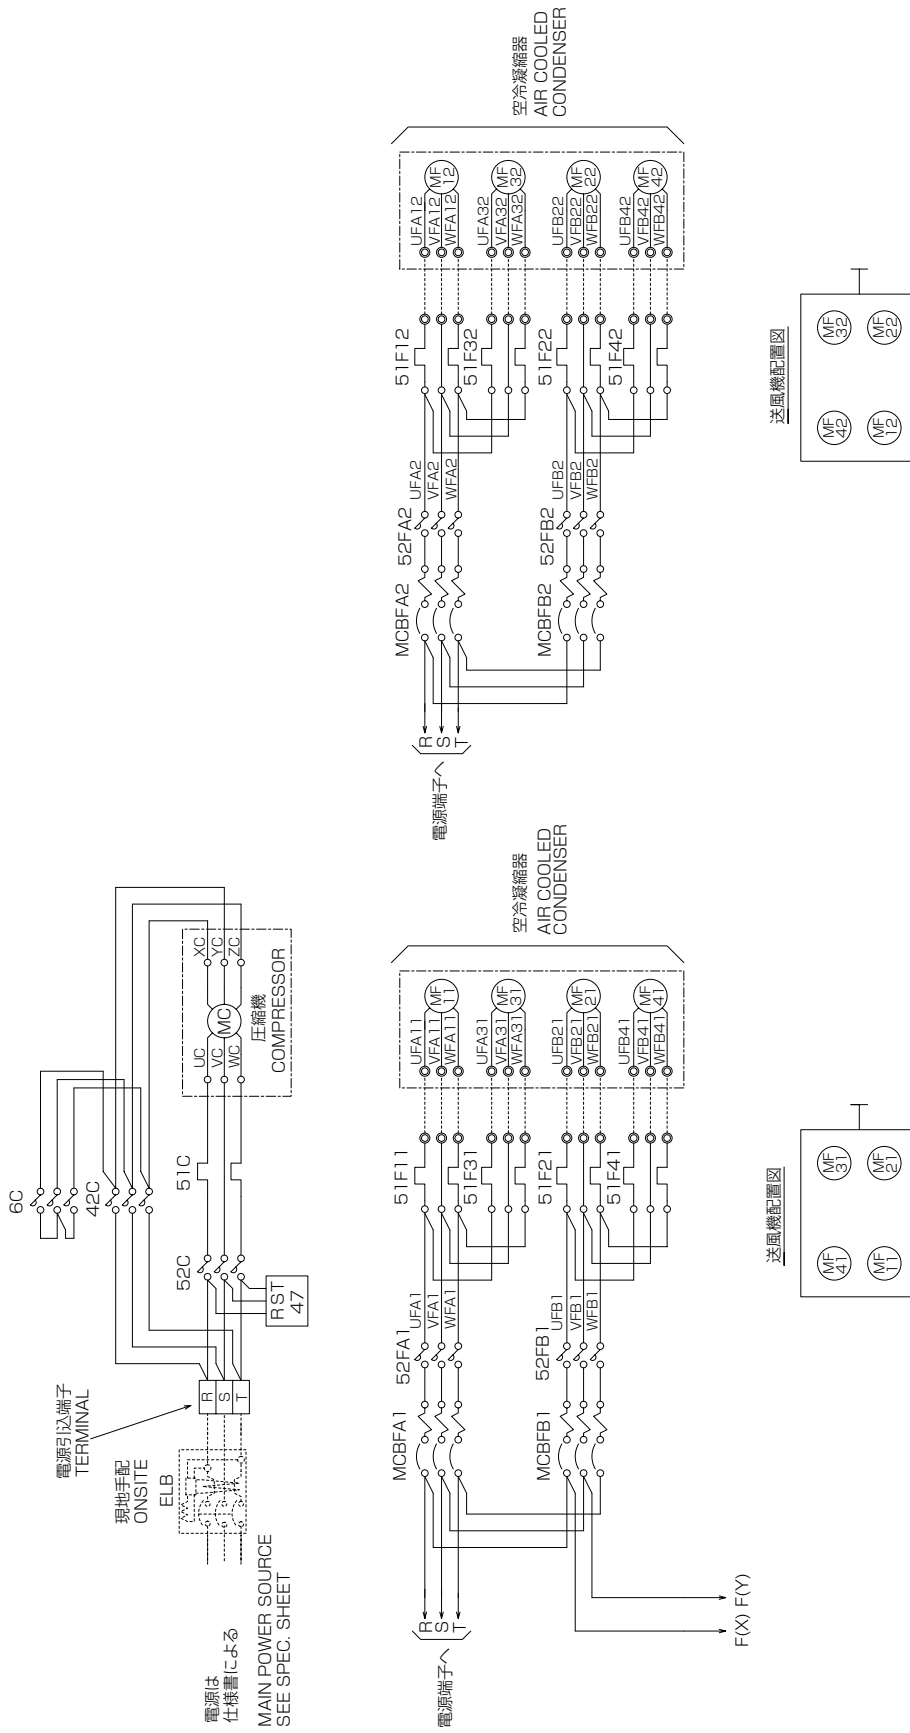 電源は
仕様書による
MAIN POWER SOURCE
SEE SPEC. SHEET
現地手配
ONSITE
ELB
電源引込端子
TERMINAL
R
S
T
6C
42C
52C
51C
R S T
47
UC
VC
WC
MC
XC
YC
ZC
圧縮機
COMPRESSOR
電源端子へ
R
S
T
MCBFA1
52FA1
UFA1
VFA1
WFA1
51F11
51F31
UFA11
VFA11
WFA11
MF
11
UFA31
VFA31
WFA31
MF
31
MCBFB1
52FB1
UFB1
VFB1
WFB1
51F21
51F41
UFB21
VFB21
WFB21
MF
21
UFB41
VFB41
WFB41
MF
41
空冷凝縮器
AIR COOLED
CONDENSER
F(X) F(Y)
送風機配置図
MF
41
MF
31
MF
11
MF
21
電源端子へ
R
S
T
MCBFA2
52FA2
UFA2
VFA2
WFA2
51F12
51F32
UFA12
VFA12
WFA12
MF
12
UFA32
VFA32
WFA32
MF
32
MCBFB2
52FB2
UFB2
VFB2
WFB2
51F22
51F42
UFB22
VFB22
WFB22
MF
22
UFB42
VFB42
WFB42
MF
42
空冷凝縮器
AIR COOLED
CONDENSER
送風機配置図
MF
42
MF
32
MF
12
MF
22